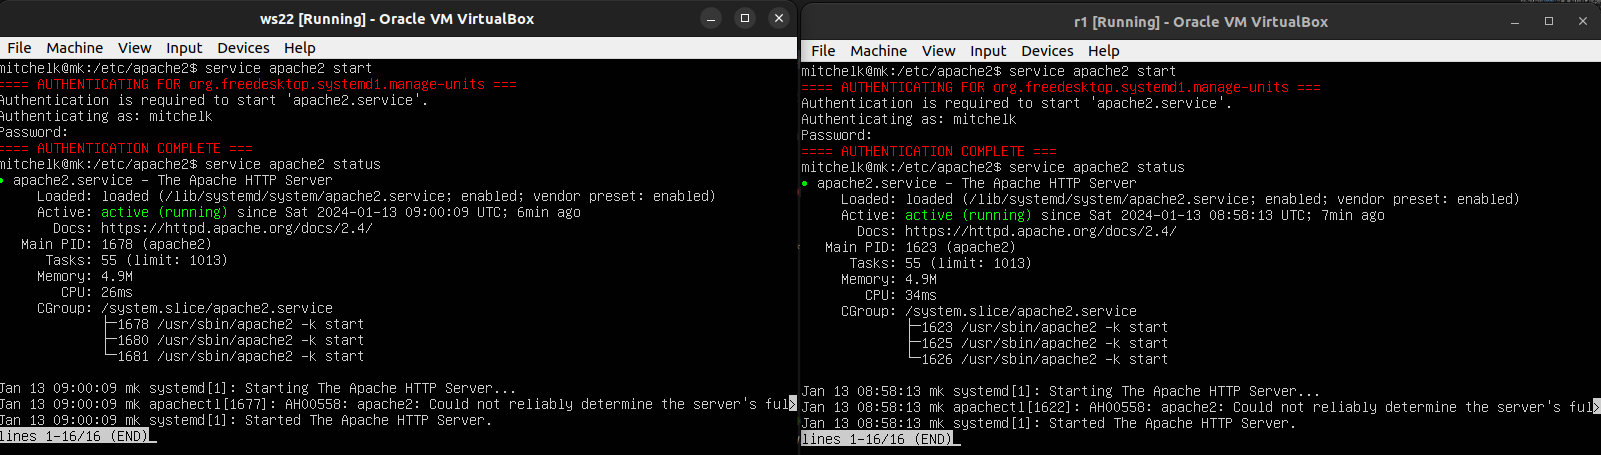 ws22 [Running] - Oracle VM VirtualBox
File Machine View Input Devices Help
mitchelk@mk:/etc/apache2$ service apache2 start
==== AUTHENTICATING FOR org.freedesktop.systemd1.manage-units ===
Authentication is required to start 'apache2.service'.
Authenticating as: mitchelk
Password:
==== AUTHENTICATION COMPLETE ===
mitchelk@mk:/etc/apache2$ service apache2 status
● apache2.service - The Apache HTTP Server
Loaded: loaded (/lib/systemd/system/apache2.service; enabled; vendor preset: enabled)
Active: active (running) since Sat 2024-01-13 09:00:09 UTC; 6min ago
Docs: https://httpd.apache.org/docs/2.4/
Main PID: 1678 (apache2)
Tasks: 55 (limit: 1013)
Memory: 4.9M
CPU: 26ms
CGroup: /system.slice/apache2.service
├─1678 /usr/sbin/apache2 -k start
├─1680 /usr/sbin/apache2 -k start
└─1681 /usr/sbin/apache2 -k start
Jan 13 09:00:09 mk systemd[1]: Starting The Apache HTTP Server...
Jan 13 09:00:09 mk apachectl[1677]: AH00558: apache2: Could not reliably determine the server's ful>
Jan 13 09:00:09 mk systemd[1]: Started The Apache HTTP Server.
lines 1-16/16 (END)
r1 [Running] - Oracle VM VirtualBox
File Machine View Input Devices Help
mitchelk@mk:/etc/apache2$ service apache2 start
==== AUTHENTICATING FOR org.freedesktop.systemd1.manage-units ===
Authentication is required to start 'apache2.service'.
Authenticating as: mitchelk
Password:
==== AUTHENTICATION COMPLETE ===
mitchelk@mk:/etc/apache2$ service apache2 status
● apache2.service - The Apache HTTP Server
Loaded: loaded (/lib/systemd/system/apache2.service; enabled; vendor preset: enabled)
Active: active (running) since Sat 2024-01-13 08:58:13 UTC; 7min ago
Docs: https://httpd.apache.org/docs/2.4/
Main PID: 1623 (apache2)
Tasks: 55 (limit: 1013)
Memory: 4.9M
CPU: 34ms
CGroup: /system.slice/apache2.service
├─1623 /usr/sbin/apache2 -k start
├─1625 /usr/sbin/apache2 -k start
└─1626 /usr/sbin/apache2 -k start
Jan 13 08:58:13 mk systemd[1]: Starting The Apache HTTP Server...
Jan 13 08:58:13 mk apachectl[1622]: AH00558: apache2: Could not reliably determine the server's ful>
Jan 13 08:58:13 mk systemd[1]: Started The Apache HTTP Server.
lines 1-16/16 (END)